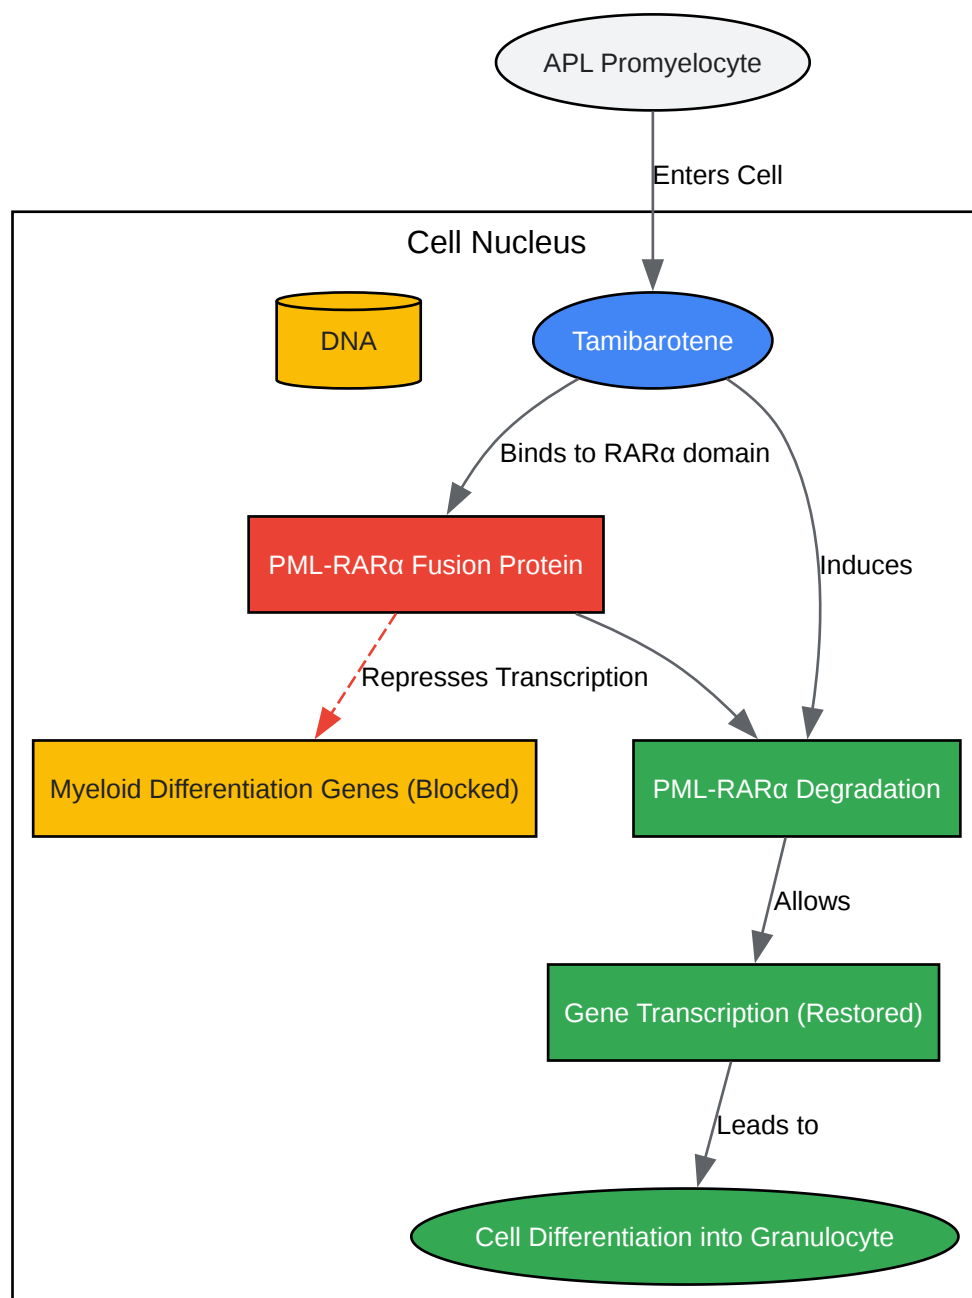 APL Promyelocyte
Enters Cell
Cell Nucleus
DNA
Tamibarotene
Binds to RARα domain
PML-RARα Fusion Protein
Induces
Represses Transcription
Myeloid Differentiation Genes (Blocked)
PML-RARα Degradation
Allows
Gene Transcription (Restored)
Leads to
Cell Differentiation into Granulocyte